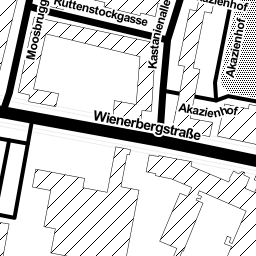 Akazienhof
Ruttenstockgasse
Moosbrugg
Kastanienallee
Akazienhof
Akazienhof
Wienerbergstraße